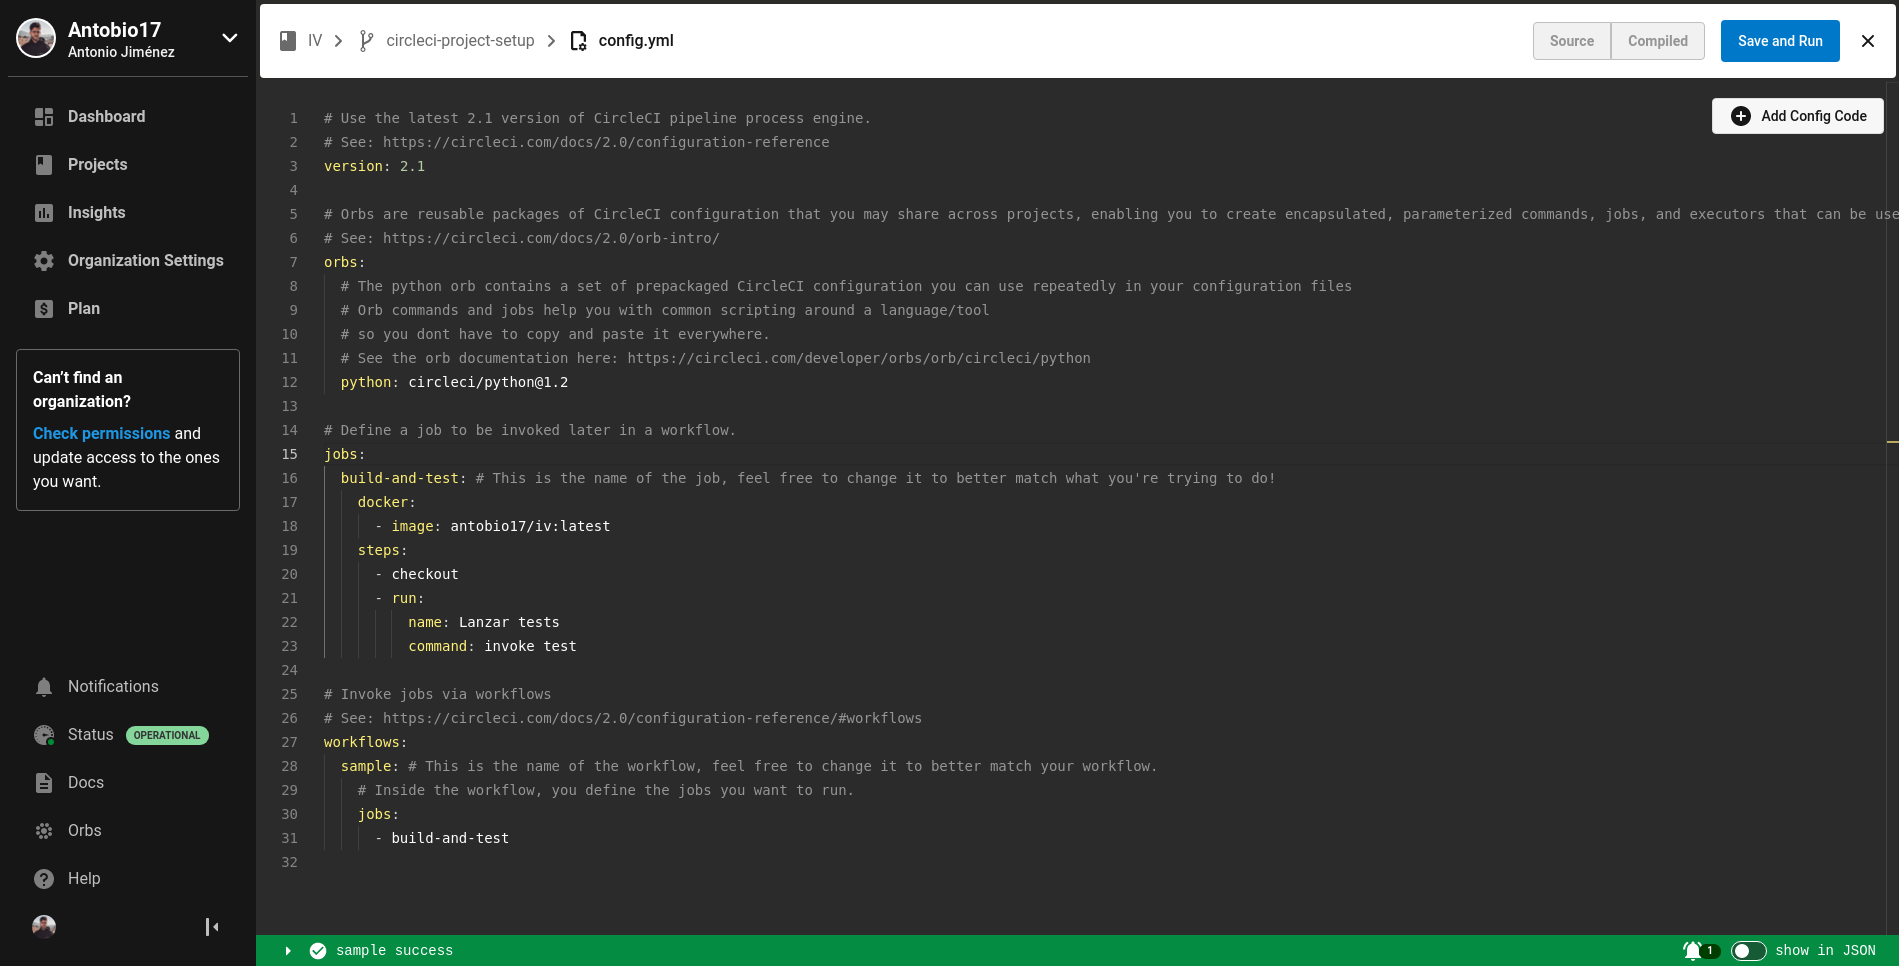 Antobio17
Antonio Jiménez
Dashboard
Projects
Insights
Organization Settings
Plan
Can't find an
organization?
Check permissions and
update access to the ones
you want.
Notifications
Status OPERATIONAL
Docs
Orbs
Help
IV circleci-project-setup config.yml
Source Compiled Save and Run
Add Config Code
1 # Use the latest 2.1 version of CircleCI pipeline process engine.
2 # See: https://circleci.com/docs/2.0/configuration-reference
3 version: 2.1
4
5 # Orbs are reusable packages of CircleCI configuration that you may share across projects, enabling you to create encapsulated, parameterized commands, jobs, and executors that can be use
6 # See: https://circleci.com/docs/2.0/orb-intro/
7 orbs:
8 # The python orb contains a set of prepackaged CircleCI configuration you can use repeatedly in your configuration files
9 # Orb commands and jobs help you with common scripting around a language/tool
10 # so you dont have to copy and paste it everywhere.
11 # See the orb documentation here: https://circleci.com/developer/orbs/orb/circleci/python
12 python: circleci/python@1.2
13
14 # Define a job to be invoked later in a workflow.
15 jobs:
16 build-and-test: # This is the name of the job, feel free to change it to better match what you're trying to do!
17 docker:
18 - image: antobio17/iv:latest
19 steps:
20 - checkout
21 - run:
22 name: Lanzar tests
23 command: invoke test
24
25 # Invoke jobs via workflows
26 # See: https://circleci.com/docs/2.0/configuration-reference/#workflows
27 workflows:
28 sample: # This is the name of the workflow, feel free to change it to better match your workflow.
29 # Inside the workflow, you define the jobs you want to run.
30 jobs:
31 - build-and-test
32
sample success 1 show in JSON